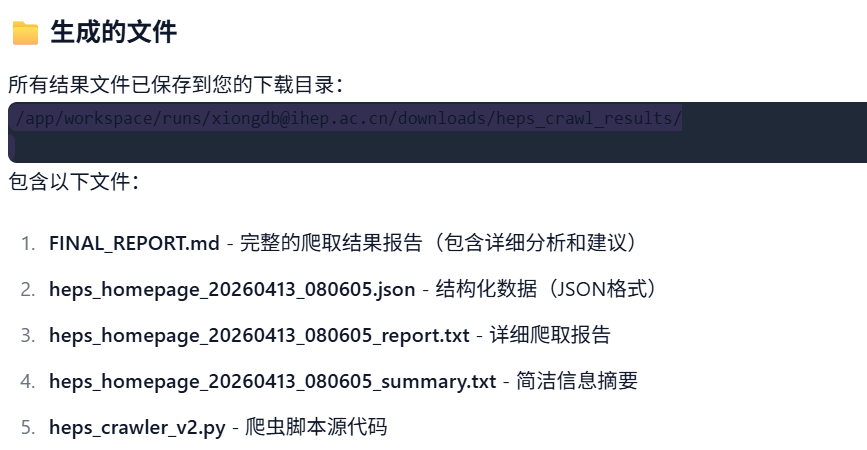 生成的文件
所有结果文件已保存到您的下载目录：
/app/workspace/runs/xiongdb@ihep.ac.cn/downloads/heps_crawl_results/
包含以下文件：
1. FINAL_REPORT.md - 完整的爬取结果报告（包含详细分析和建议）
2. heps_homepage_20260413_080605.json - 结构化数据（JSON格式）
3. heps_homepage_20260413_080605_report.txt - 详细爬取报告
4. heps_homepage_20260413_080605_summary.txt - 简洁信息摘要
5. heps_crawler_v2.py - 爬虫脚本源代码